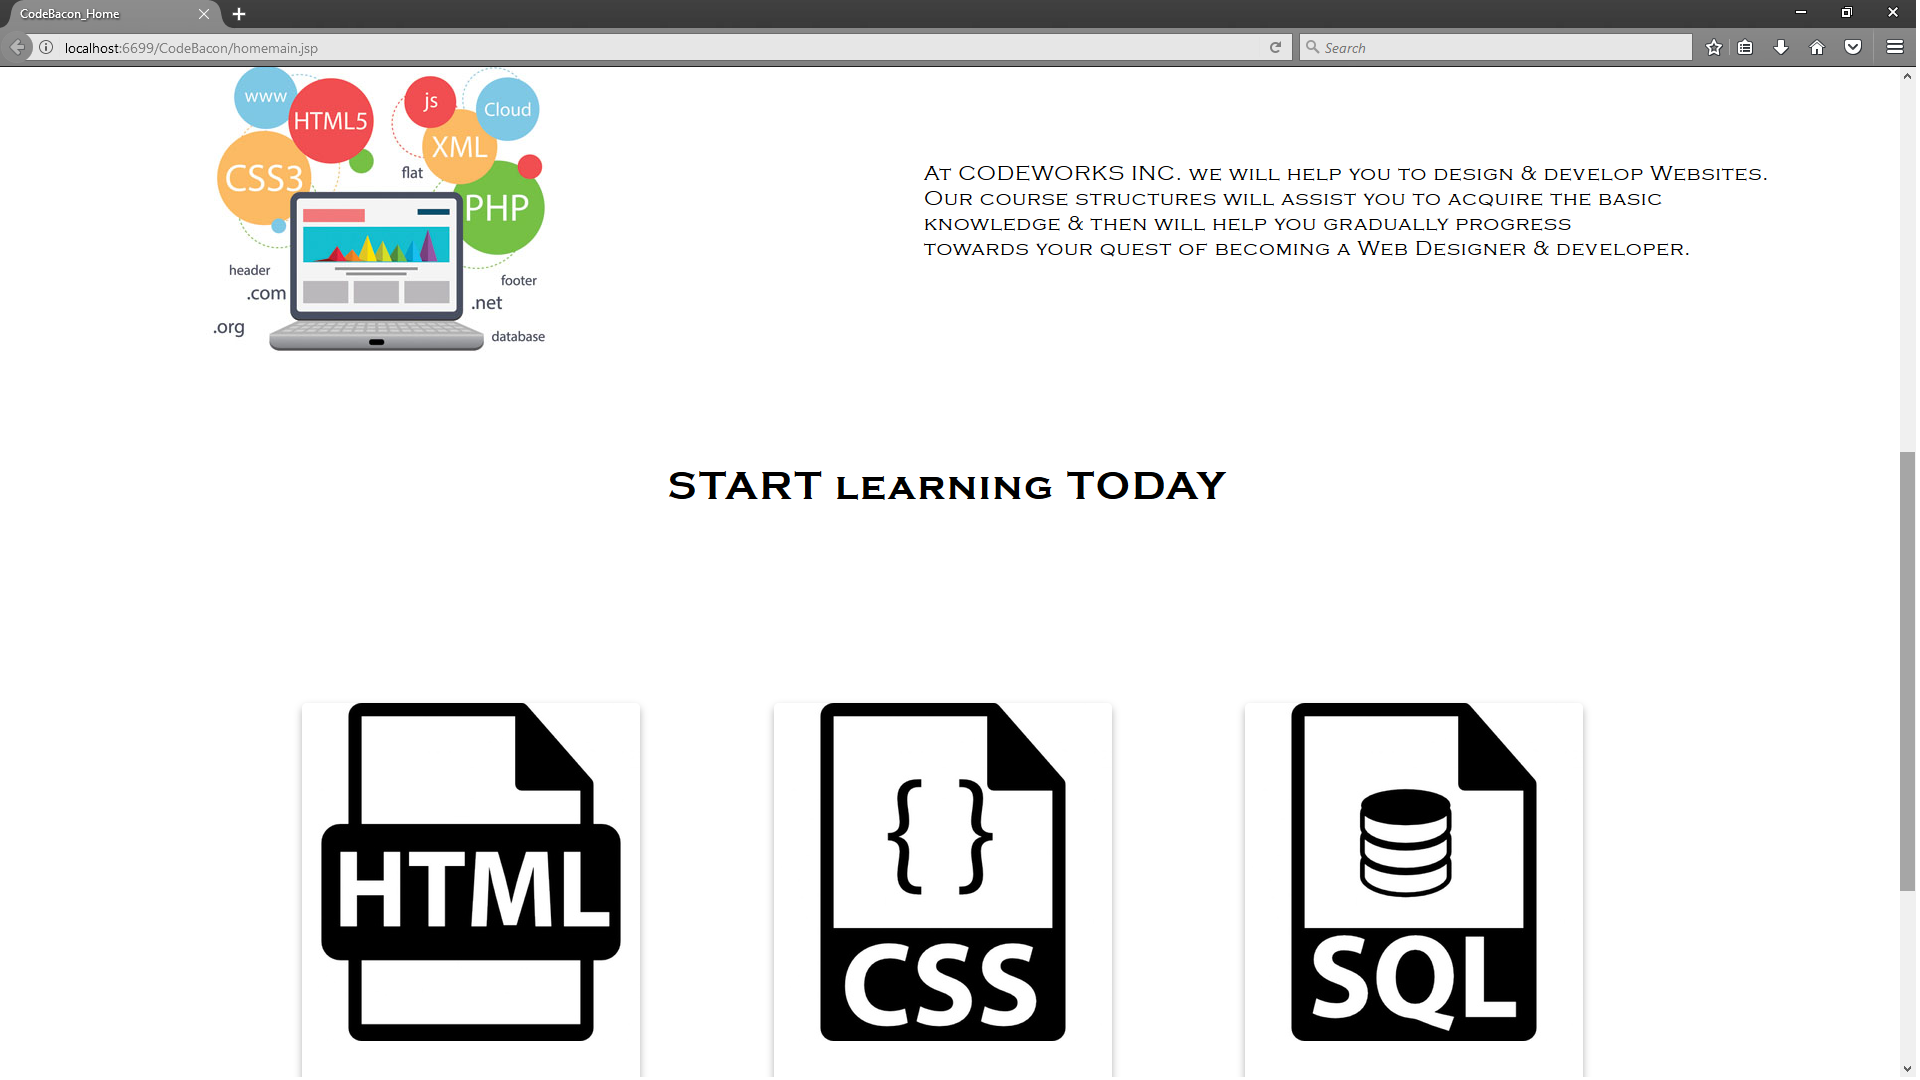 CodeBacon_Home
localhost:6699/CodeBacon/homemain.jsp
Search
www
HTML5
js
Cloud
XML
CSS3
flat
PHP
header
.com
footer
.net
.org
database
At CODEWORKS INC. we will help you to design & develop Websites.
Our course structures will assist you to acquire the basic
knowledge & then will help you gradually progress
towards your quest of becoming a Web Designer & developer.
START learning TODAY
HTML
{ }
CSS
SQL